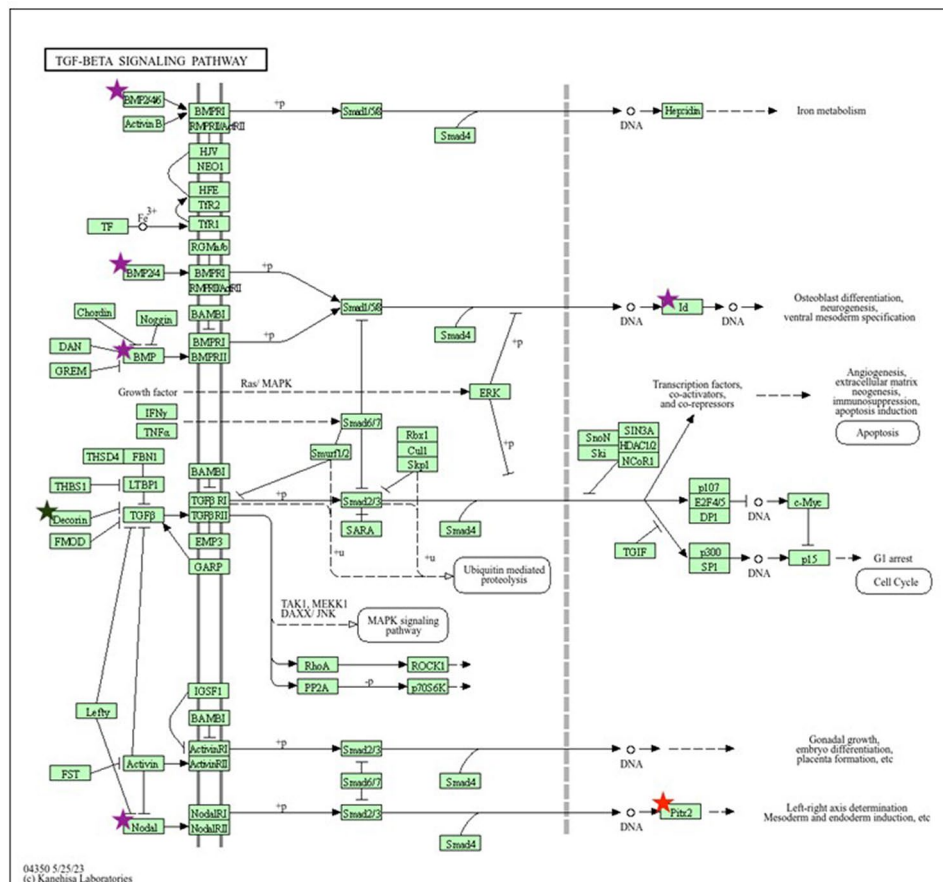 TGF-BETA SIGNALING PATHWAY
BMP2/4/6
Activin B
BMPRI
RMPRII/ActRII
+p
Smad1/5/8
Smad4
DNA
Hepcidin
Iron metabolism
HJV
NEO1
HFE
TfR2
TF
Fe3+
TfR1
RGMa/b
BMP2/4
BMPRI
RMPRII/ActRII
+p
Smad1/5/8
Smad4
DNA
Id
DNA
Osteoblast differentiation,
neurogenesis,
ventral mesoderm specification
Chordin
Noggin
DAN
GREM
BMP
BAMBI
BMPRI
BMPRII
+p
+p
Growth factor
Ras/ MAPK
ERK
+p
Transcription factors,
co-activators,
and co-repressors
Angiogenesis,
extracellular matrix
neogenesis,
immunosuppression,
apoptosis induction
Apoptosis
IFNγ
TNFα
Smad6/7
Smurf1/2
Rbx1
Cul1
Skp1
SnoN
Ski
SIN3A
HDAC1/2
NCoR1
THSD4
FBN1
THBS1
LTBP1
Decorin
FMOD
TGFβ
BAMBI
TGFβ RI
TGFβRII
EMP3
GARP
+p
Smad2/3
SARA
Smad4
+u
+u
Ubiquitin mediated
proteolysis
TGIF
p107
E2F4/5
DP1
DNA
c-Myc
p300
SP1
DNA
p15
G1 arrest
Cell Cycle
TAK1, MEKK1
DAXX/ JNK
MAPK signaling
pathway
RhoA
ROCK1
PP2A
-p
p70S6K
Lefty
FST
Activin
IGSF1
BAMBI
ActivinRI
ActivinRII
+p
Smad2/3
Smad4
DNA
Gonadal growth,
embryo differentiation,
placenta formation, etc
Smad6/7
Nodal
NodalRI
NodalRII
+p
Smad2/3
Smad4
DNA
Pitx2
Left-right axis determination
Mesoderm and endoderm induction, etc
04350 5/25/23
(c) Kanehisa Laboratories